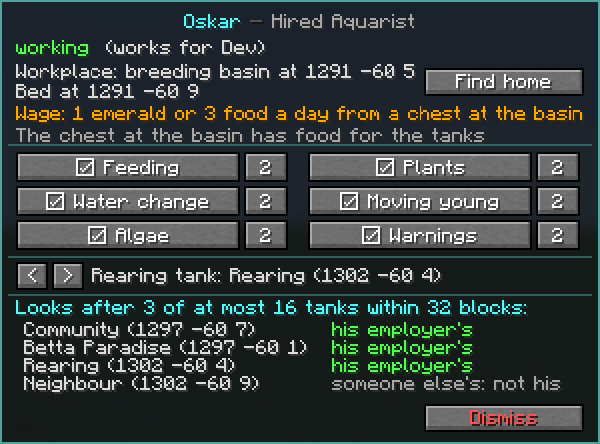 Oskar — Hired Aquarist
working (works for Dev)
Workplace: breeding basin at 1291 -60 5
Bed at 1291 -60 9
Find home
Wage: 1 emerald or 3 food a day from a chest at the basin
The chest at the basin has food for the tanks
Feeding 2 Plants 2
Water change 2 Moving young 2
Algae 2 Warnings 2
< > Rearing tank: Rearing (1302 -60 4)
Looks after 3 of at most 16 tanks within 32 blocks:
Community (1297 -60 7) his employer's
Betta Paradise (1297 -60 1) his employer's
Rearing (1302 -60 4) his employer's
Neighbour (1302 -60 9) someone else's: not his
Dismiss